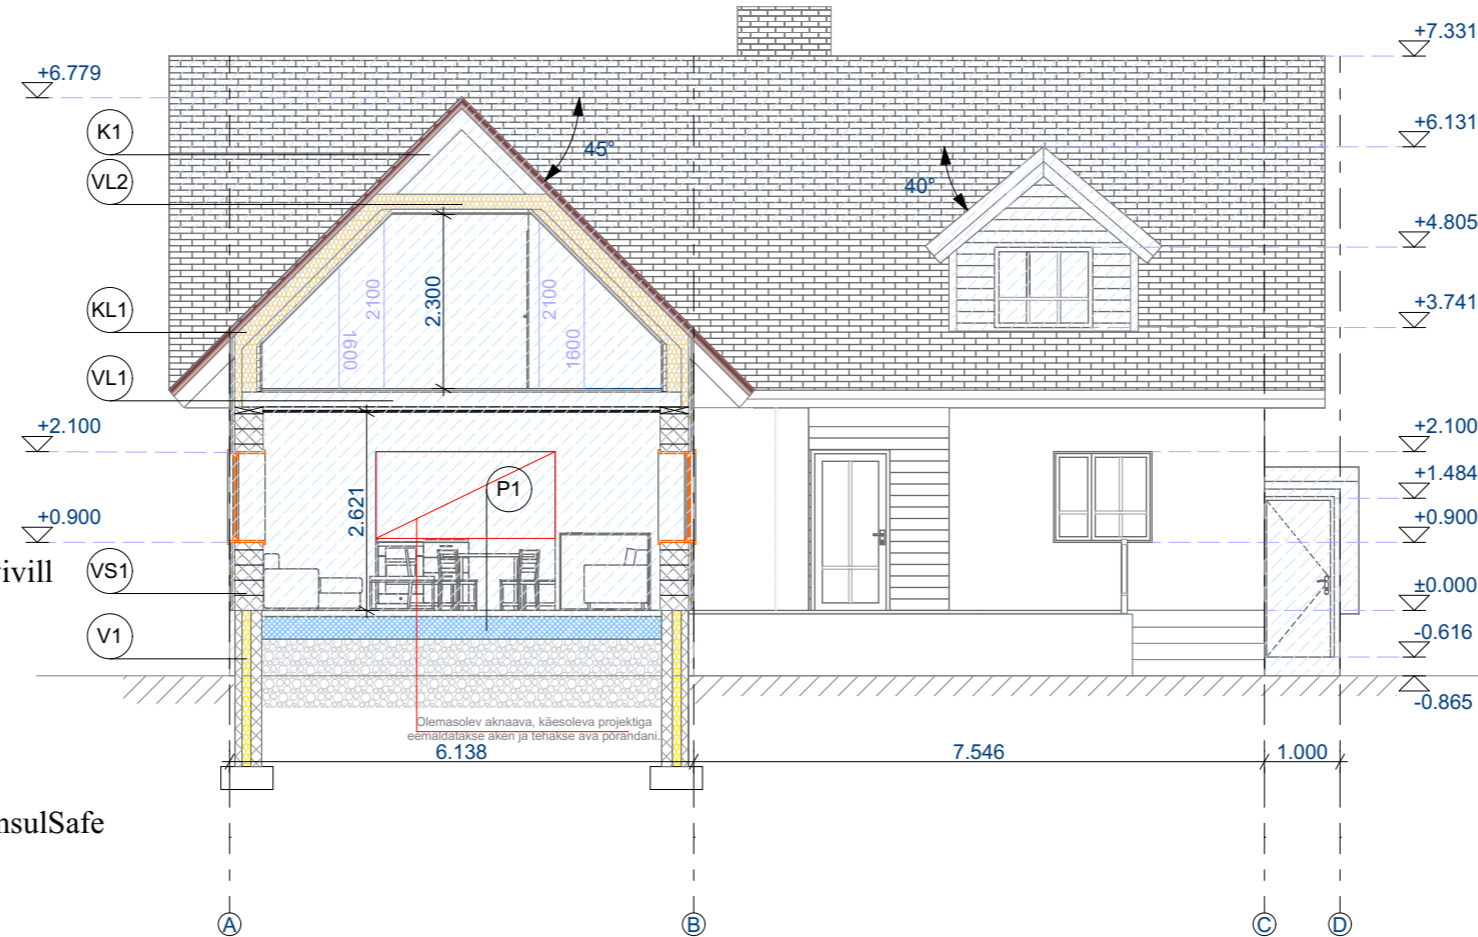 +7.331
+6.779
K1
45°
+6.131
VL2
40°
+4.805
2.300
2100
2100
KL1
+3.741
1600
1600
VL1
+2.100
+2.100
P1
+1.484
2.621
+0.900
+0.900
ivill
VS1
±0.000
V1
-0.616
-0.865
Olemasolev aknaava, käesoleva projektiga
eemaldatakse aken ja tehakse ava põrandani.
6.138
7.546
1.000
nsulSafe
A
B
C
D